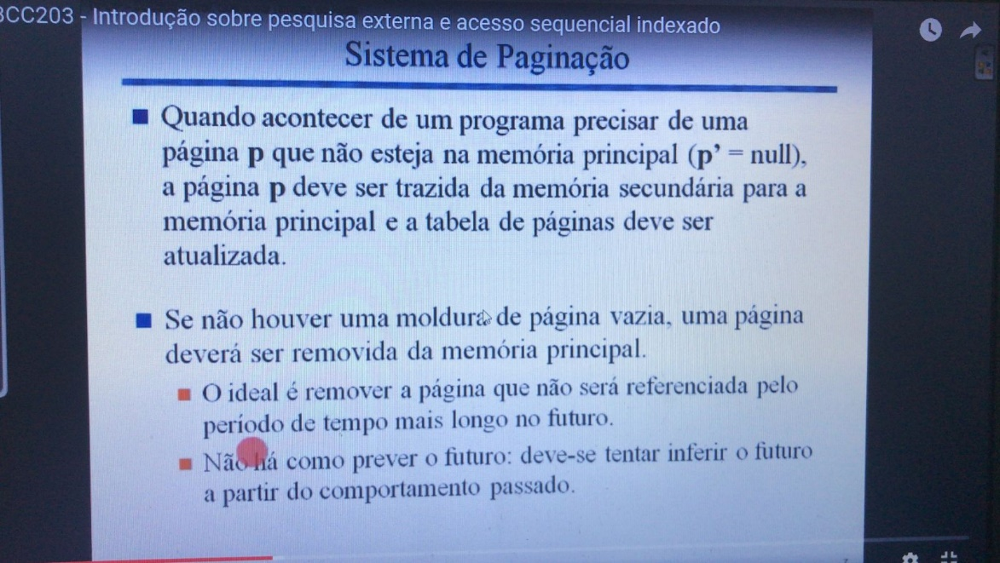 BCC203 - Introdução sobre pesquisa externa e acesso sequencial indexado
Sistema de Paginação
Quando acontecer de um programa precisar de uma
página p que não esteja na memória principal (p’ = null),
a página p deve ser trazida da memória secundária para a
memória principal e a tabela de páginas deve ser
atualizada.
Se não houver uma moldura de página vazia, uma página
deverá ser removida da memória principal.
O ideal é remover a página que não será referenciada pelo
período de tempo mais longo no futuro.
Não há como prever o futuro: deve-se tentar inferir o futuro
a partir do comportamento passado.